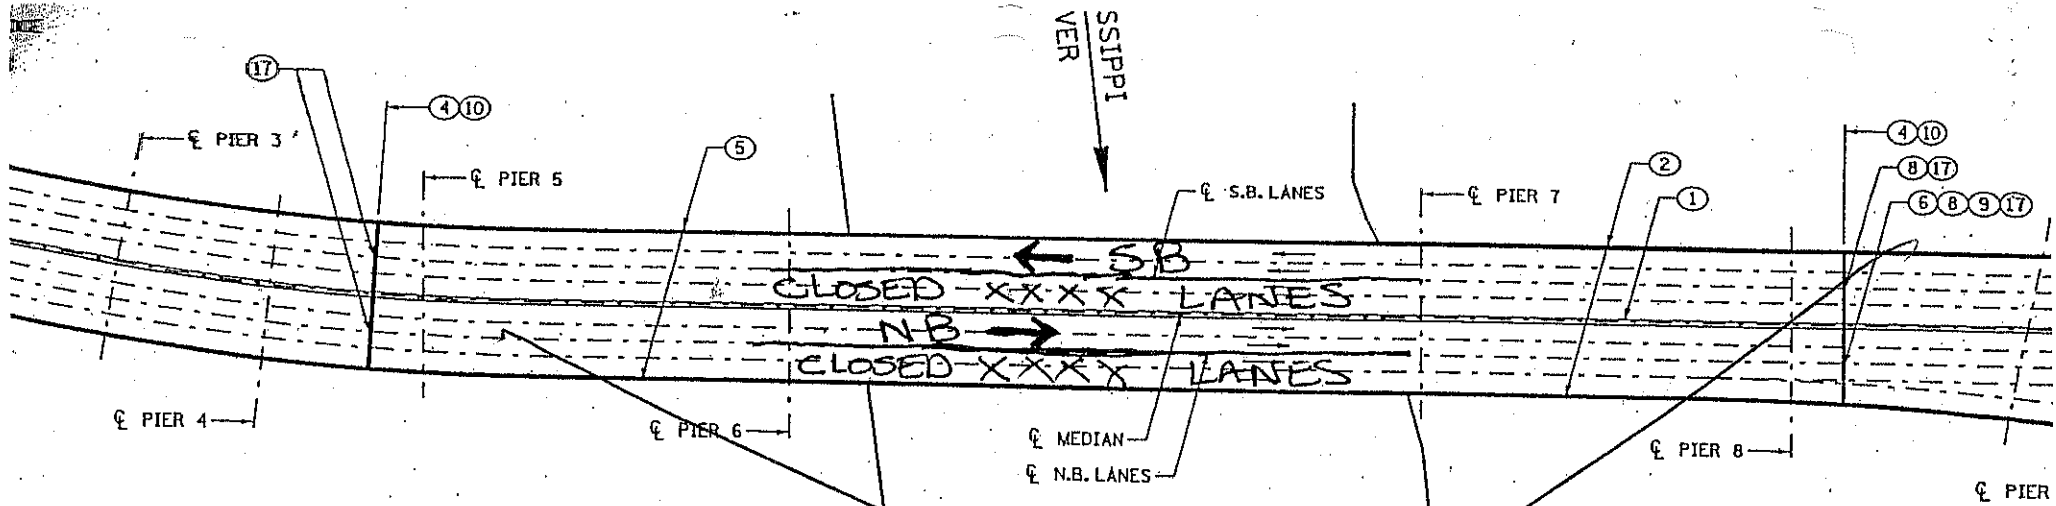 SSIPPI
VER
17
4 10
℄ PIER 3
5
℄ PIER 5
℄ S.B. LANES
℄ PIER 7
2
1
4 10
8 17
6 8 9 17
← S.B
CLOSED XXXX LANES
N-B →
CLOSED XXXX LANES
℄ PIER 4
℄ PIER 6
℄ MEDIAN
℄ N.B. LANES
℄ PIER 8
℄ PIER